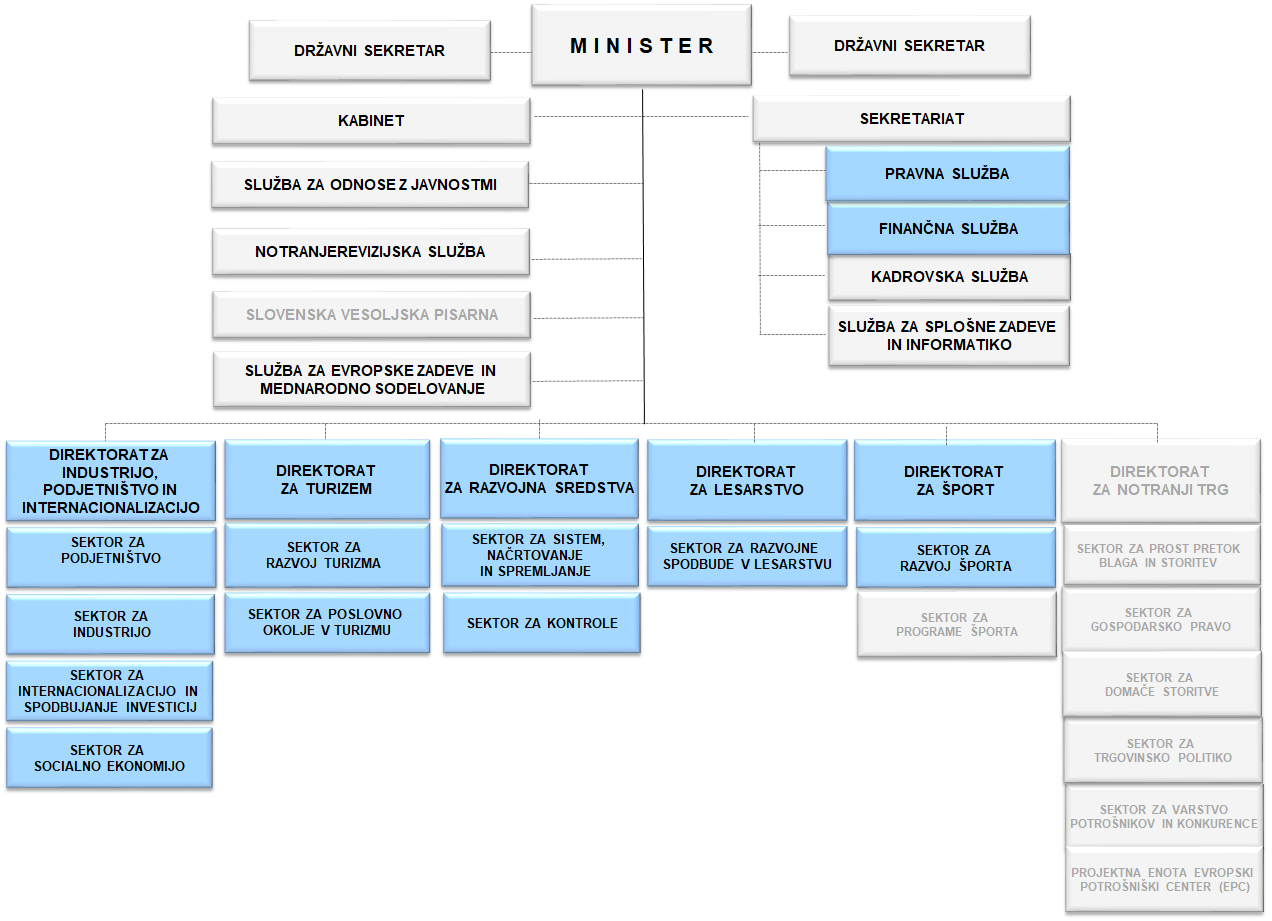 DRŽAVNI SEKRETAR
M I N I S T E R
DRŽAVNI SEKRETAR
KABINET
SEKRETARIAT
PRAVNA SLUŽBA
SLUŽBA ZA ODNOSE Z JAVNOSTMI
FINANČNA SLUŽBA
NOTRANJEREVIZIJSKA SLUŽBA
KADROVSKA SLUŽBA
SLOVENSKA VESOLJSKA PISARNA
SLUŽBA ZA SPLOŠNE ZADEVE
IN INFORMATIKO
SLUŽBA ZA EVROPSKE ZADEVE IN
MEDNARODNO SODELOVANJE
DIREKTORAT ZA
INDUSTRIJO,
PODJETNIŠTVO IN
INTERNACIONALIZACIJO
SEKTOR ZA
PODJETNIŠTVO
SEKTOR ZA
INDUSTRIJO
SEKTOR ZA
INTERNACIONALIZACIJO IN
SPODBUJANJE INVESTICIJ
SEKTOR ZA
SOCIALNO EKONOMIJO
DIREKTORAT
ZA TURIZEM
SEKTOR ZA
RAZVOJ TURIZMA
SEKTOR ZA POSLOVNO
OKOLJE V TURIZMU
DIREKTORAT
ZA RAZVOJNA SREDSTVA
SEKTOR ZA SISTEM,
NAČRTOVANJE
IN SPREMLJANJE
SEKTOR ZA KONTROLE
DIREKTORAT
ZA LESARSTVO
SEKTOR ZA RAZVOJNE
SPODBUDE V LESARSTVU
DIREKTORAT
ZA ŠPORT
SEKTOR ZA
RAZVOJ ŠPORTA
SEKTOR ZA
PROGRAME ŠPORTA
DIREKTORAT
ZA NOTRANJI TRG
SEKTOR ZA PROST PRETOK
BLAGA IN STORITEV
SEKTOR ZA
GOSPODARSKO PRAVO
SEKTOR ZA
DOMAČE STORITVE
SEKTOR ZA
TRGOVINSKO POLITIKO
SEKTOR ZA VARSTVO
POTROŠNIKOV IN KONKURENCE
PROJEKTNA ENOTA EVROPSKI
POTROŠNIŠKI CENTER (EPC)